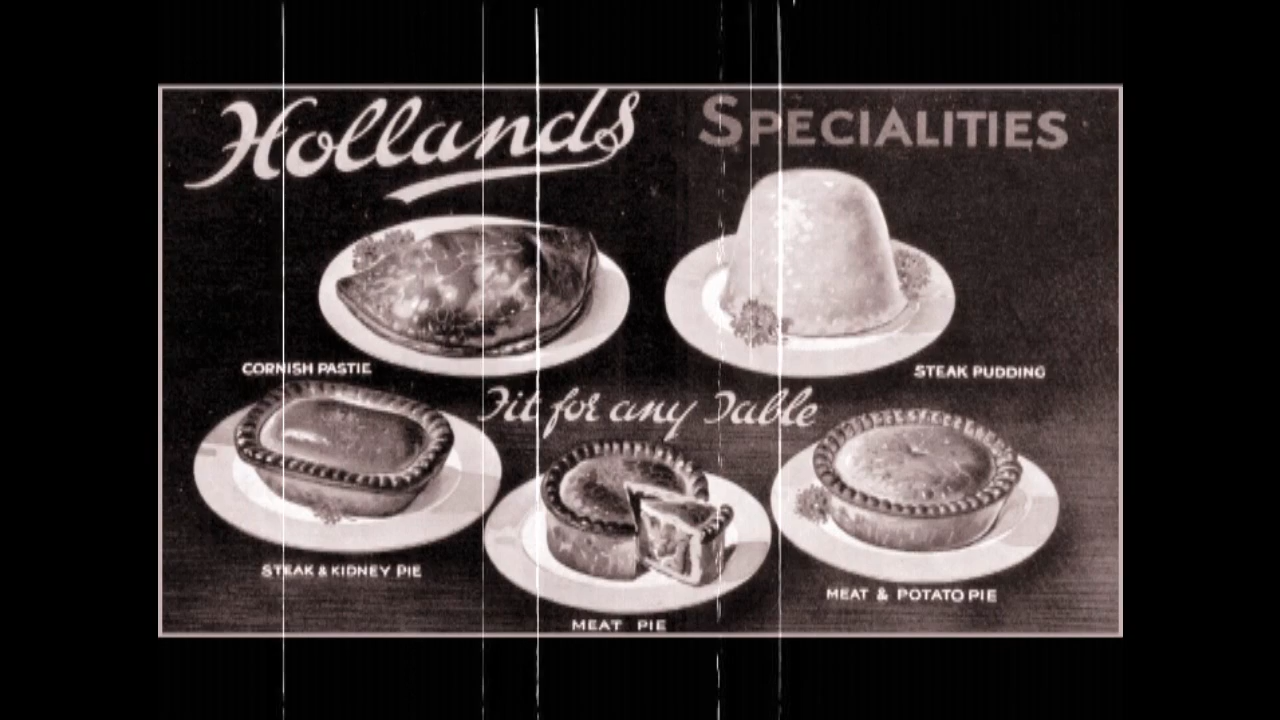 Hollands SPECIALITIES
CORNISH PASTIE
STEAK PUDDING
Fit for any Table
STEAK & KIDNEY PIE
MEAT & POTATO PIE
MEAT PIE